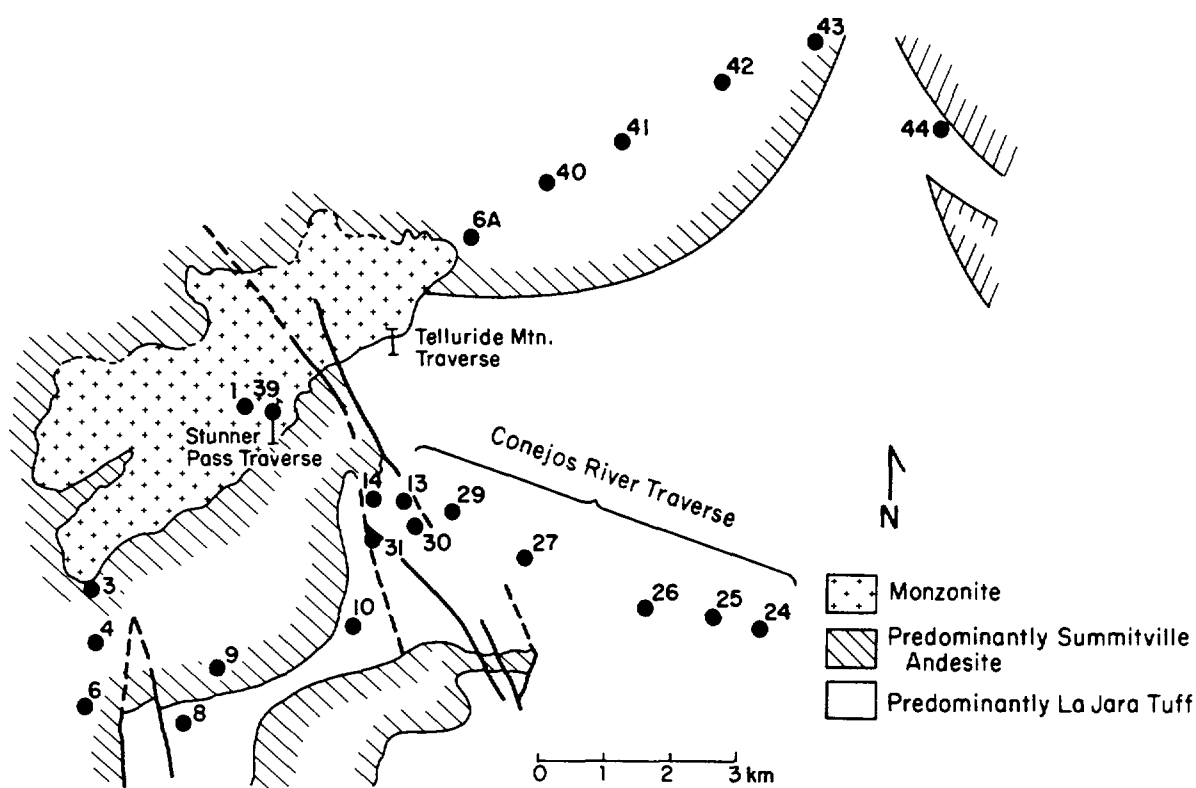 43
42
44
41
40
6A
Telluride Mtn.
Traverse
1 39
Stunner
Pass Traverse
Conejos River Traverse
14 13 29
N
31 30 27
3
26 25 24
Monzonite
4 10
Predominantly Summitville
Andesite
9
6
8
Predominantly La Jara Tuff
0 1 2 3 km